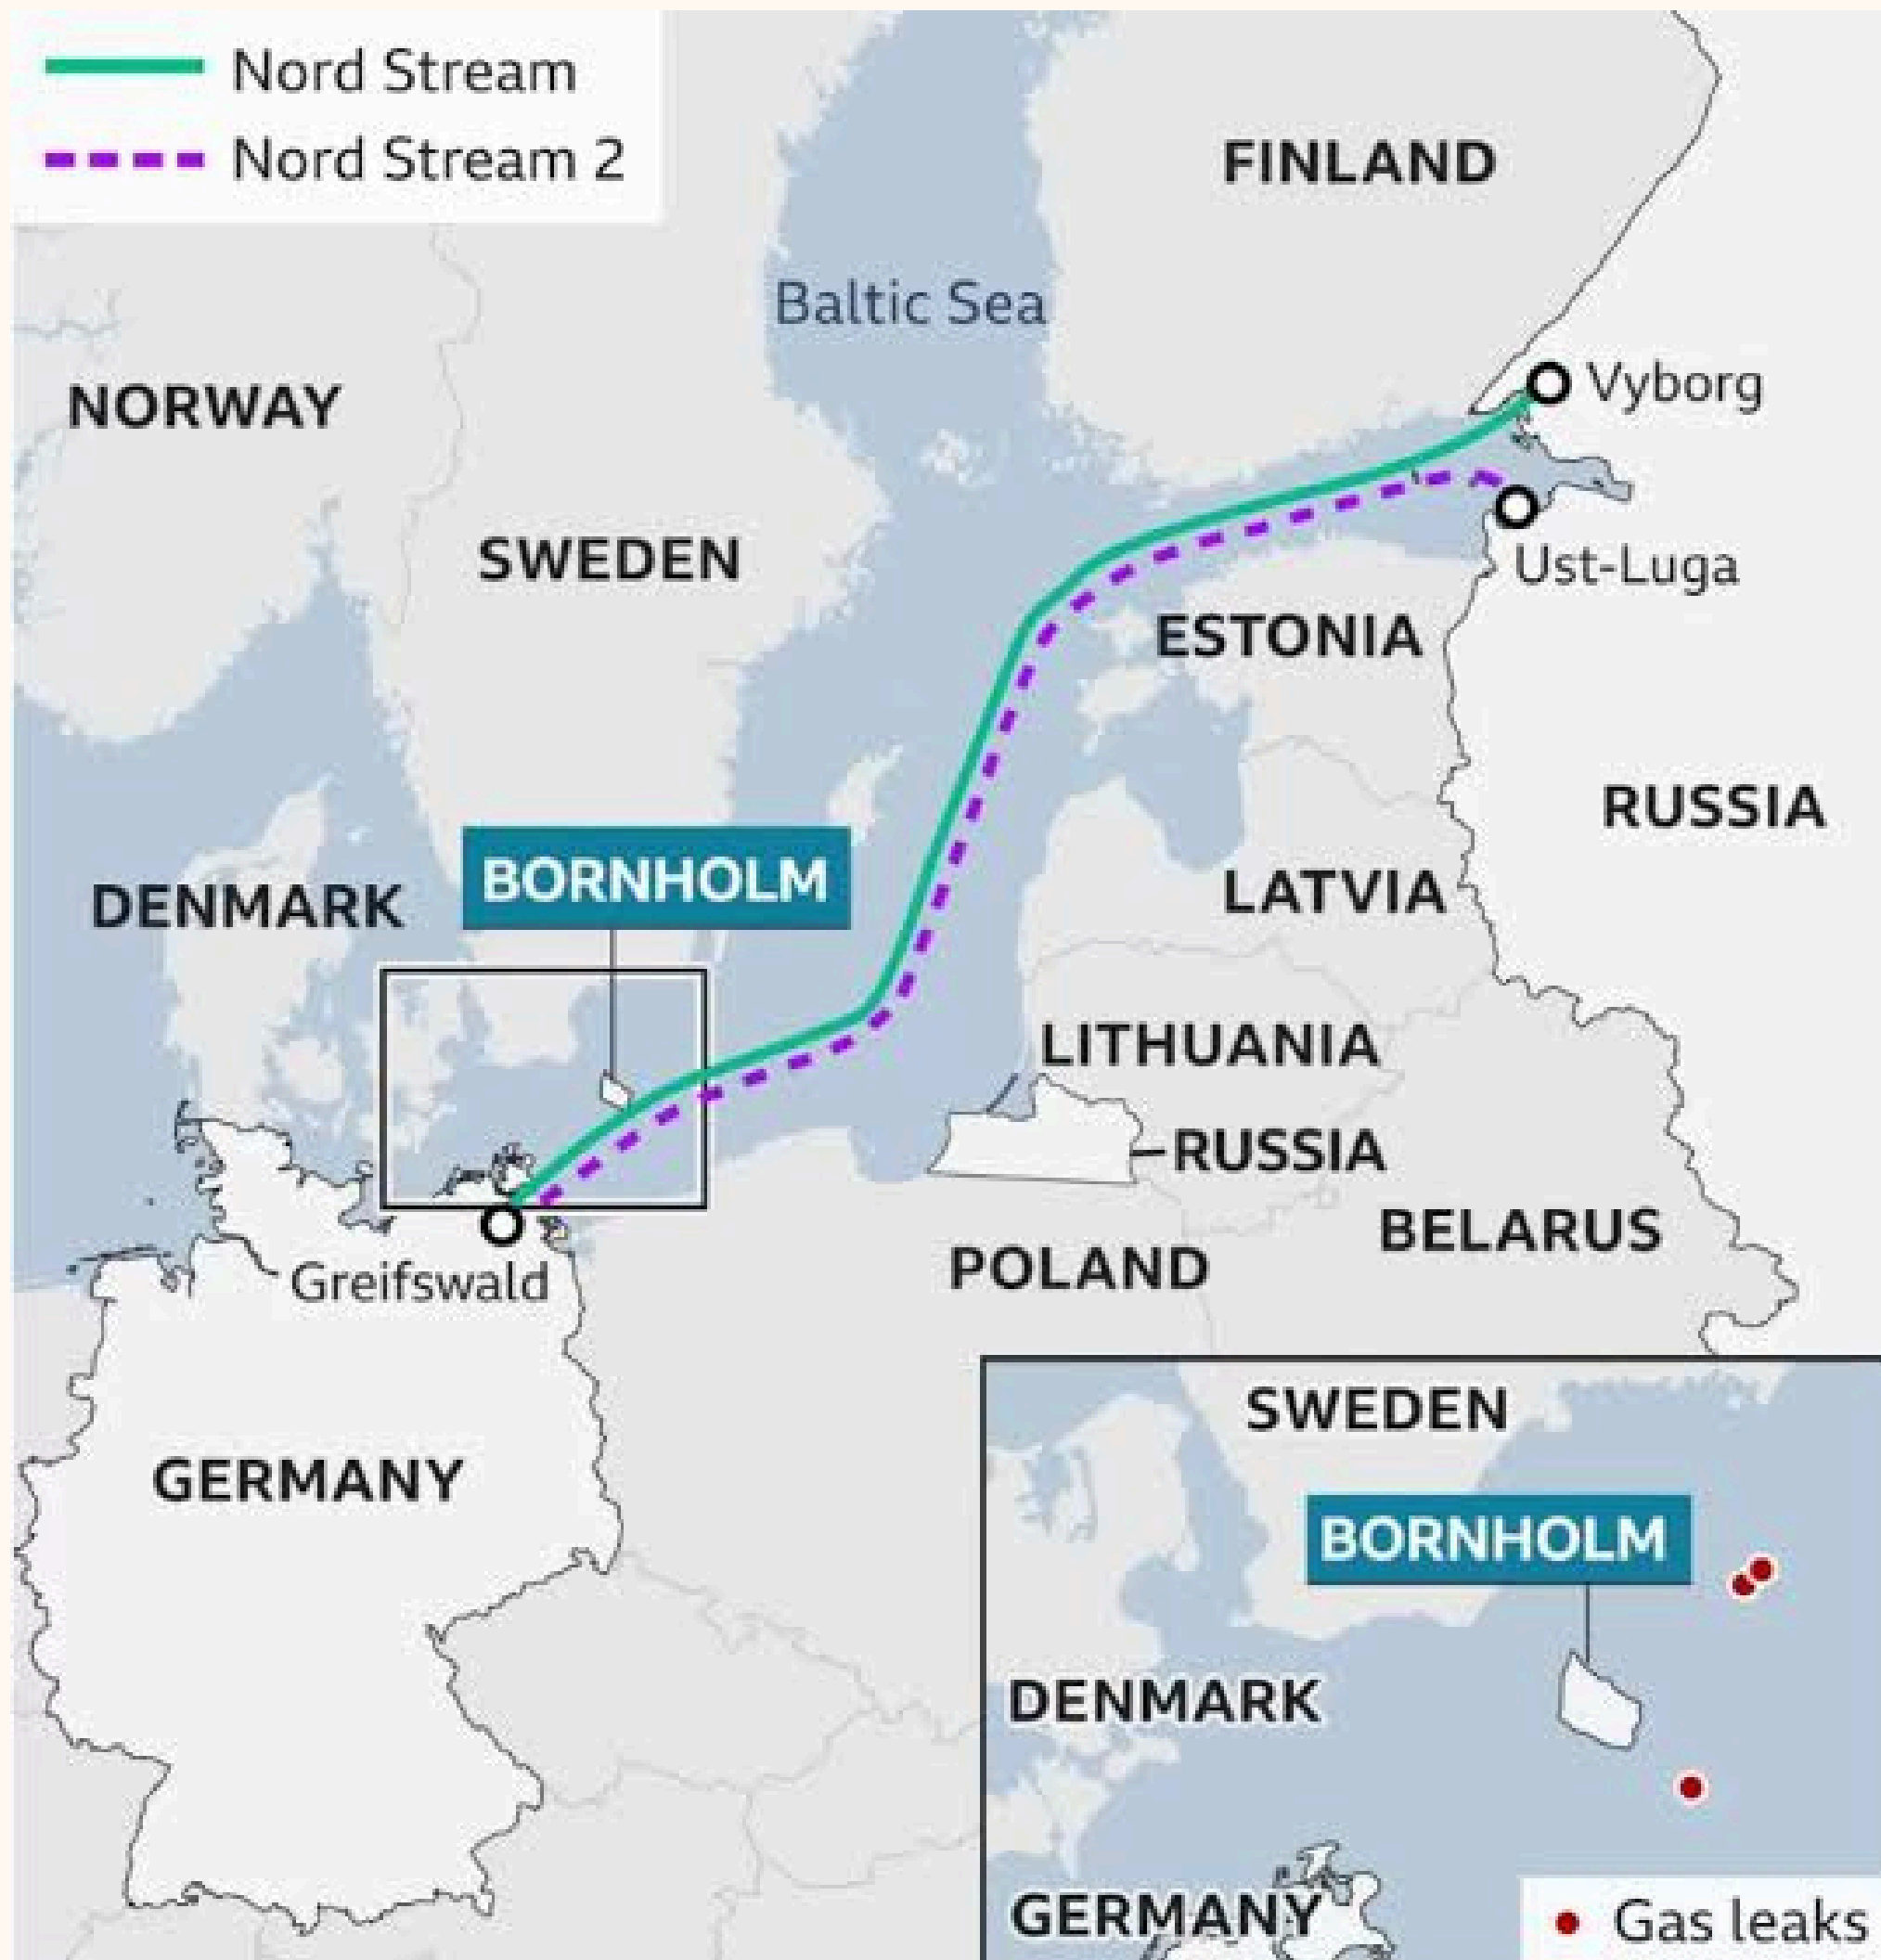 Nord Stream
Nord Stream 2
FINLAND
Baltic Sea
Vyborg
NORWAY
SWEDEN
Ust-Luga
ESTONIA
RUSSIA
BORNHOLM
LATVIA
DENMARK
LITHUANIA
RUSSIA
BELARUS
POLAND
Greifswald
GERMANY
SWEDEN
BORNHOLM
DENMARK
GERMANY
Gas leaks